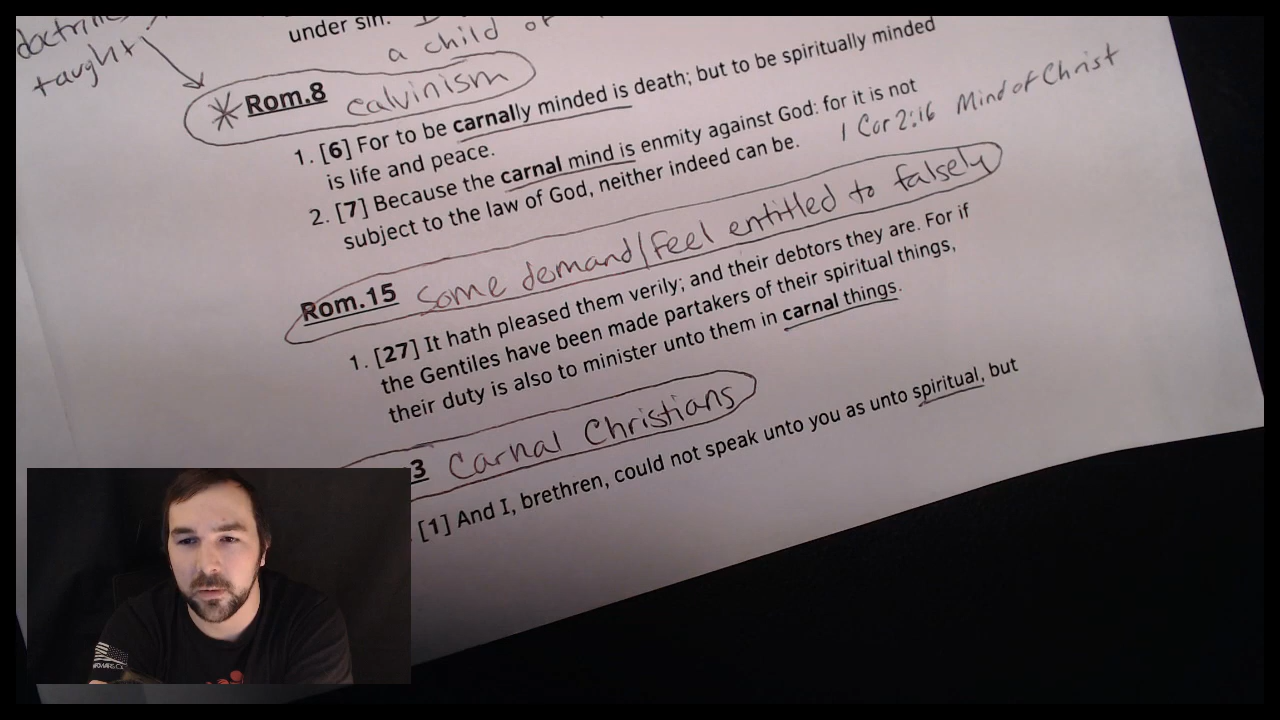 doctrines
taught
under sin.
a child of
* Rom.8 calvinism
1. [6] For to be carnally minded is death; but to be spiritually minded
is life and peace.
2. [7] Because the carnal mind is enmity against God: for it is not
subject to the law of God, neither indeed can be. 1 Cor 2:16 Mind of Christ
Rom.15 Some demand/Feel entitled to falsely
1. [27] It hath pleased them verily; and their debtors they are. For if
the Gentiles have been made partakers of their spiritual things,
their duty is also to minister unto them in carnal things.
3 Carnal Christians
[1] And I, brethren, could not speak unto you as unto spiritual, but